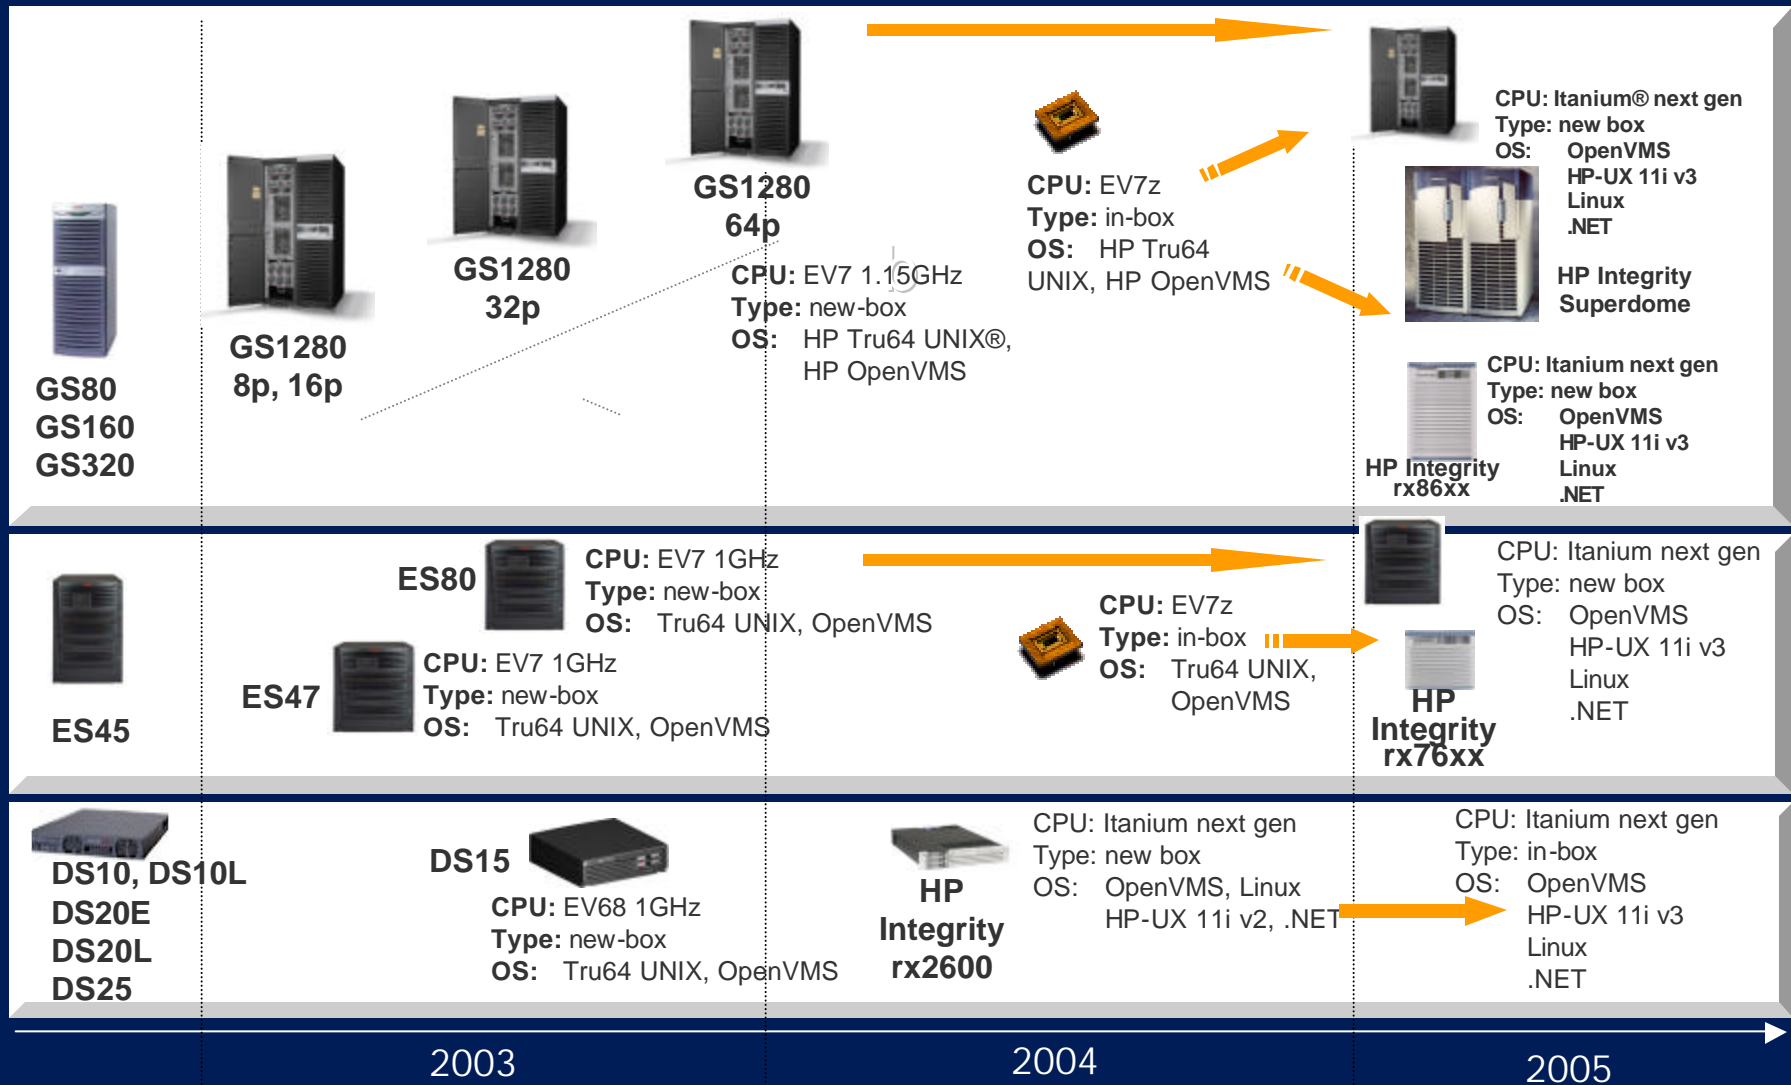 GS80
GS160
GS320
GS1280
8p, 16p
GS1280
32p
GS1280
64p
CPU: EV7 1.15GHz
Type: new-box
OS: HP Tru64 UNIX®,
HP OpenVMS
CPU: EV7z
Type: in-box
OS: HP Tru64
UNIX, HP OpenVMS
CPU: Itanium® next gen
Type: new box
OS: OpenVMS
HP-UX 11i v3
Linux
.NET
HP Integrity
Superdome
CPU: Itanium next gen
Type: new box
OS: OpenVMS
HP-UX 11i v3
Linux
.NET
HP Integrity
rx86xx
ES45
ES47
CPU: EV7 1GHz
Type: new-box
OS: Tru64 UNIX, OpenVMS
ES80
CPU: EV7 1GHz
Type: new-box
OS: Tru64 UNIX, OpenVMS
CPU: EV7z
Type: in-box
OS: Tru64 UNIX,
OpenVMS
HP
Integrity
rx76xx
CPU: Itanium next gen
Type: new box
OS: OpenVMS
HP-UX 11i v3
Linux
.NET
DS10, DS10L
DS20E
DS20L
DS25
DS15
CPU: EV68 1GHz
Type: new-box
OS: Tru64 UNIX, OpenVMS
HP
Integrity
rx2600
CPU: Itanium next gen
Type: new box
OS: OpenVMS, Linux
HP-UX 11i v2, .NET
CPU: Itanium next gen
Type: in-box
OS: OpenVMS
HP-UX 11i v3
Linux
.NET
2003
2004
2005